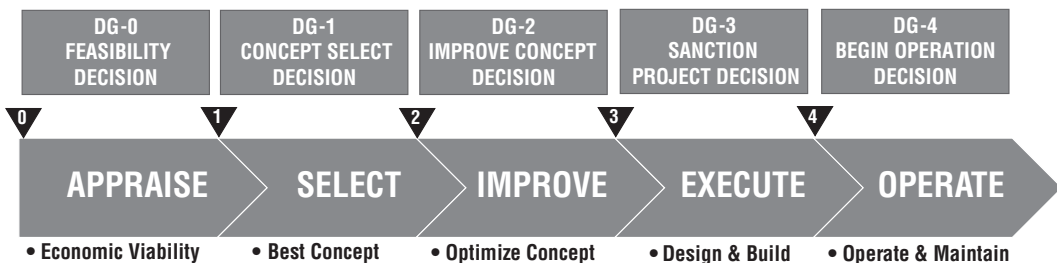 DG-0
FEASIBILITY
DECISION
DG-1
CONCEPT SELECT
DECISION
DG-2
IMPROVE CONCEPT
DECISION
DG-3
SANCTION
PROJECT DECISION
DG-4
BEGIN OPERATION
DECISION
0
1
2
3
4
APPRAISE
SELECT
IMPROVE
EXECUTE
OPERATE
• Economic Viability
• Best Concept
• Optimize Concept
• Design & Build
• Operate & Maintain